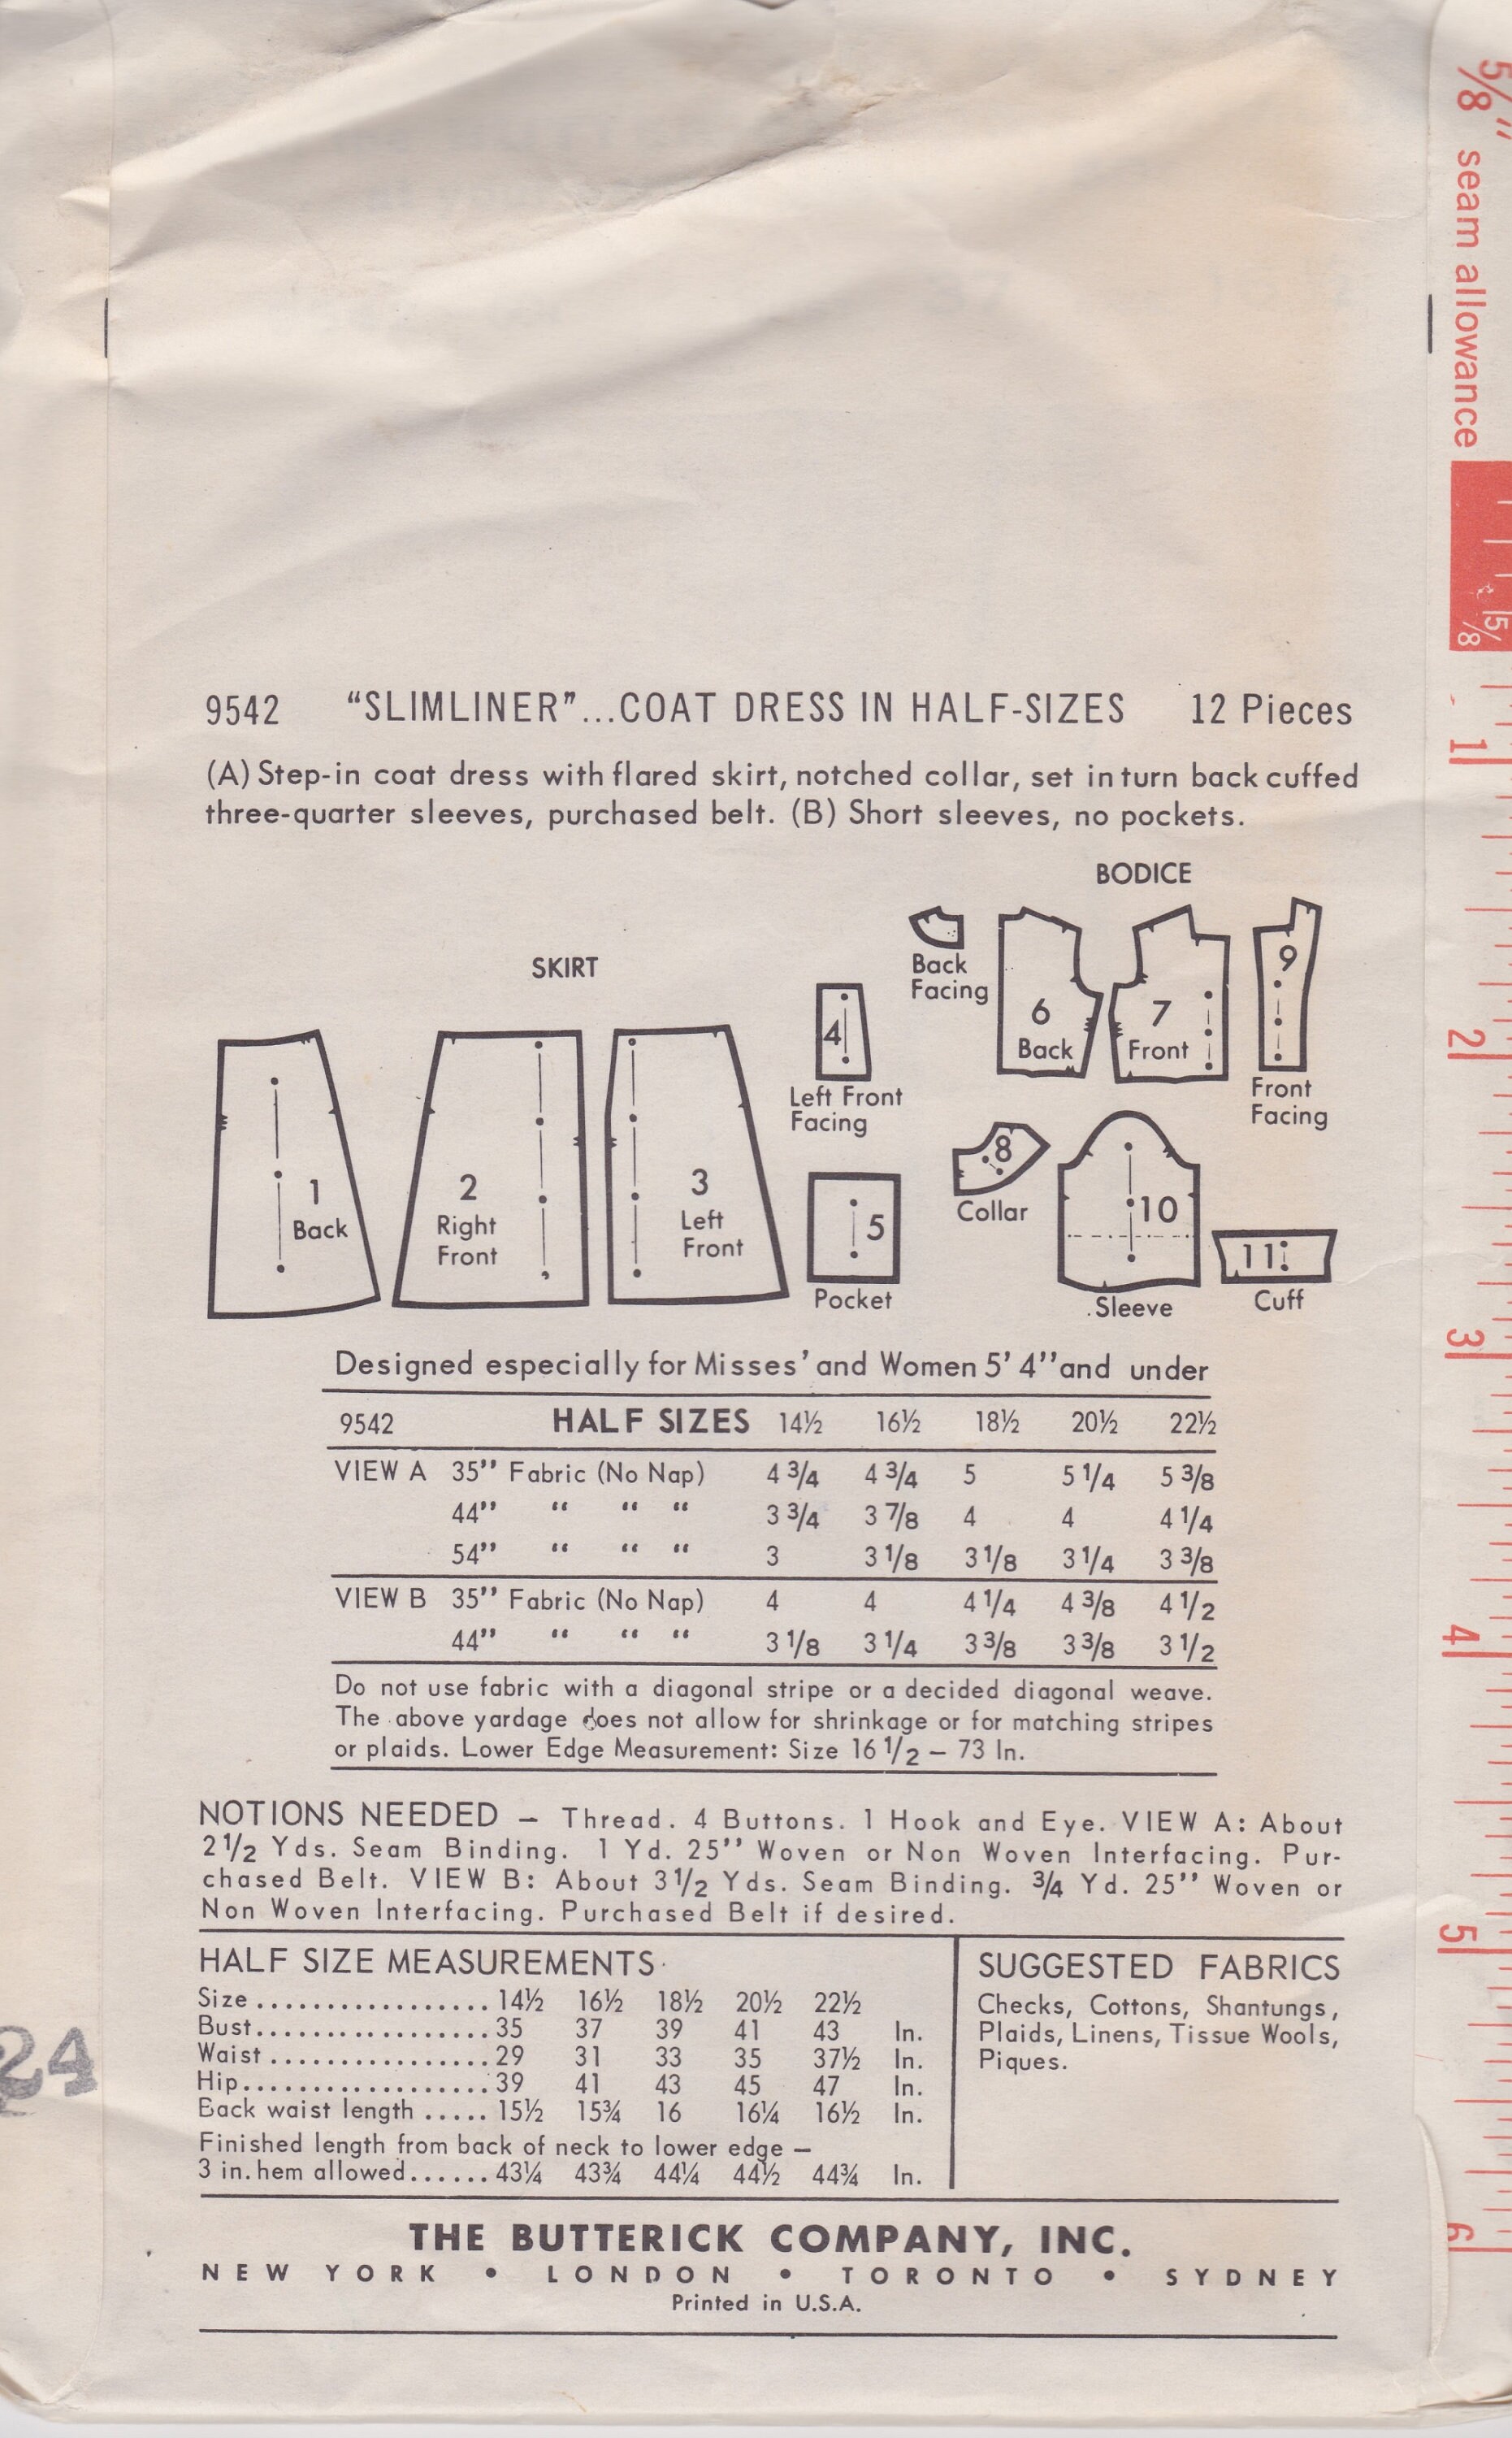 5/8" seam allowance
5/8
1
2
3
4
5
6
9542 “SLIMLINER”...COAT DRESS IN HALF-SIZES 12 Pieces
(A) Step-in coat dress with flared skirt, notched collar, set in turn back cuffed
three-quarter sleeves, purchased belt. (B) Short sleeves, no pockets.
SKIRT
BODICE
1
Back
2
Right
Front
3
Left
Front
4
Left Front
Facing
5
Pocket
Back
Facing
6
Back
7
Front
9
Front
Facing
8
Collar
10
Sleeve
11
Cuff
Designed especially for Misses’ and Women 5’ 4” and under
9542 HALF SIZES 14½ 16½ 18½ 20½ 22½
VIEW A 35” Fabric (No Nap) 4 3/4 4 3/4 5 5 1/4 5 3/8
44” “ “ “ 3 3/4 3 7/8 4 4 4 1/4
54” “ “ “ 3 3 1/8 3 1/8 3 1/4 3 3/8
VIEW B 35” Fabric (No Nap) 4 4 4 1/4 4 3/8 4 1/2
44” “ “ “ 3 1/8 3 1/4 3 3/8 3 3/8 3 1/2
Do not use fabric with a diagonal stripe or a decided diagonal weave.
The above yardage does not allow for shrinkage or for matching stripes
or plaids. Lower Edge Measurement: Size 16 1/2 – 73 In.
NOTIONS NEEDED – Thread. 4 Buttons. 1 Hook and Eye. VIEW A: About
2 1/2 Yds. Seam Binding. 1 Yd. 25” Woven or Non Woven Interfacing. Pur-
chased Belt. VIEW B: About 3 1/2 Yds. Seam Binding. 3/4 Yd. 25” Woven or
Non Woven Interfacing. Purchased Belt if desired.
HALF SIZE MEASUREMENTS
Size ................. 14½ 16½ 18½ 20½ 22½
Bust................. 35 37 39 41 43 In.
Waist ................ 29 31 33 35 37½ In.
Hip.................. 39 41 43 45 47 In.
Back waist length ..... 15½ 15¾ 16 16¼ 16½ In.
Finished length from back of neck to lower edge –
3 in. hem allowed...... 43¼ 43¾ 44¼ 44½ 44¾ In.
SUGGESTED FABRICS
Checks, Cottons, Shantungs,
Plaids, Linens, Tissue Wools,
Piques.
24
THE BUTTERICK COMPANY, INC.
NEW YORK • LONDON • TORONTO • SYDNEY
Printed in U.S.A.